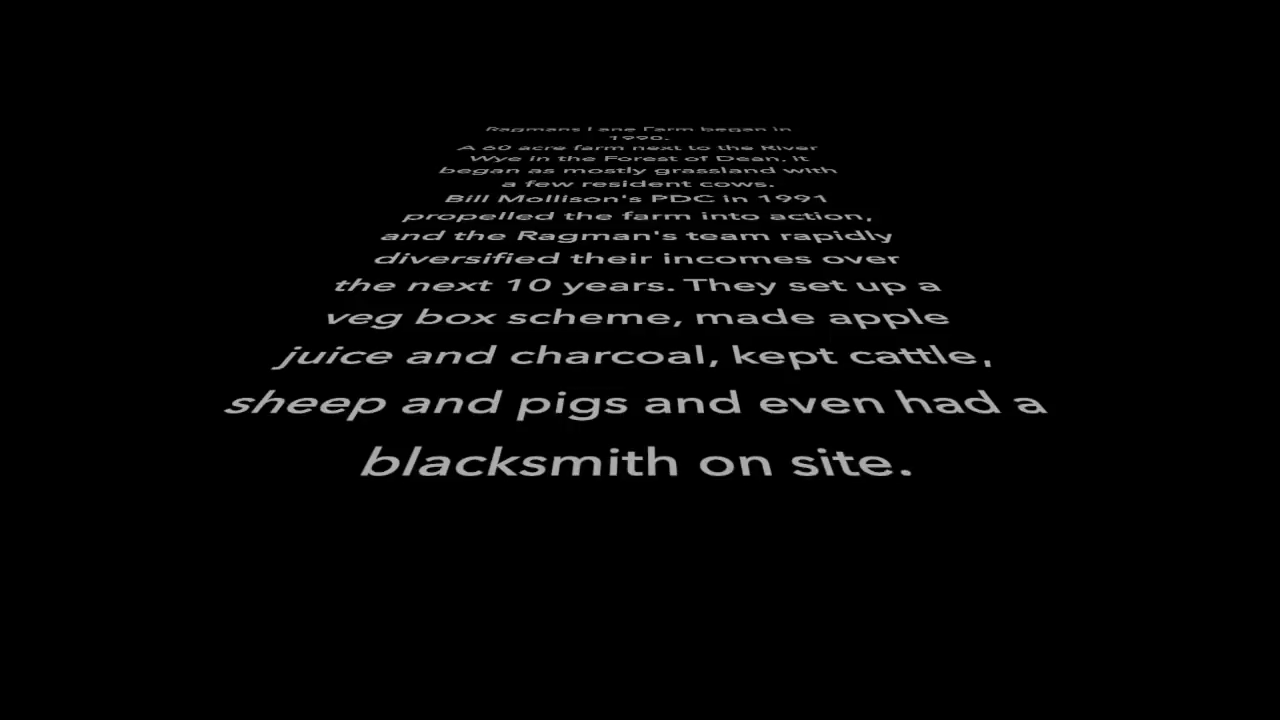 Ragmans Lane Farm began in
1990.
A 60 acre farm next to the River
Wye in the Forest of Dean, it
began as mostly grassland with
a few resident cows.
Bill Mollison's PDC in 1991
propelled the farm into action,
and the Ragman's team rapidly
diversified their incomes over
the next 10 years. They set up a
veg box scheme, made apple
juice and charcoal, kept cattle,
sheep and pigs and even had a
blacksmith on site.